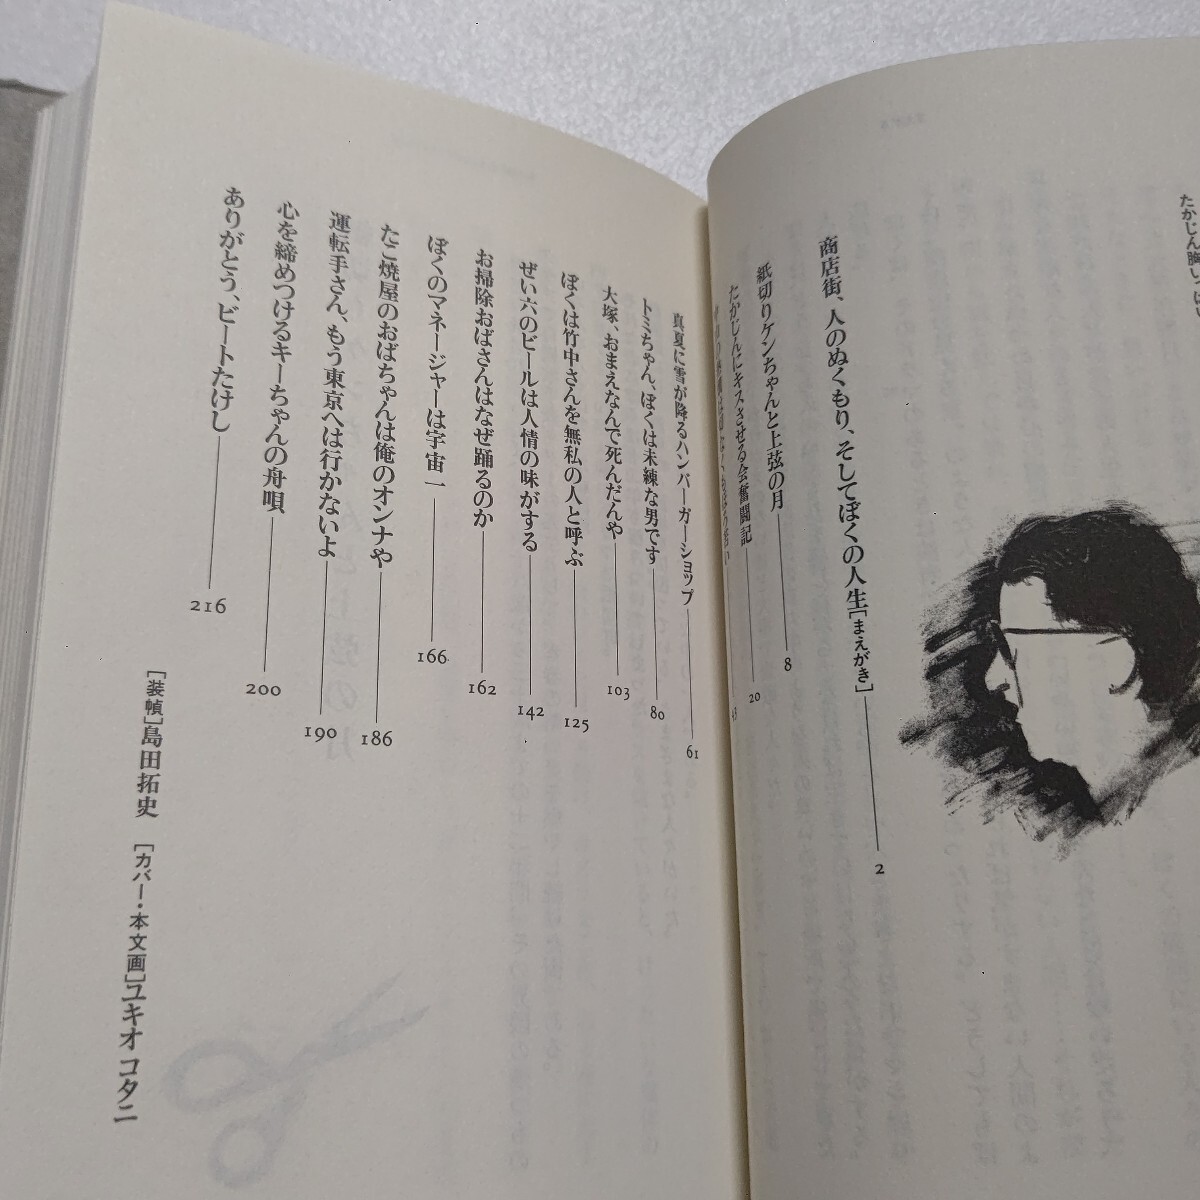 たかじん胸いっぱい
商店街、人のぬくもり、そしてぼくの人生[まえがき] 2
紙切りケンちゃんと上弦の月 8
たかじんにキスさせる会奮闘記 20
真夏に雪が降るハンバーガーショップ 61
トミちゃん、ぼくは未練な男です 80
大塚、おまえなんで死んだんや 103
ぼくは竹中さんを無私の人と呼ぶ 125
ぜい六のビールは人情の味がする 142
お掃除おばさんはなぜ踊るのか 162
ぼくのマネージャーは宇宙一 166
たこ焼屋のおばちゃんは俺のオンナや 186
運転手さん、もう東京へは行かないよ 190
心を締めつけるキーちゃんの舟唄 200
ありがとう、ビートたけし 216
[装幀]島田拓史 [カバー・本文画]ユキオ コタニ